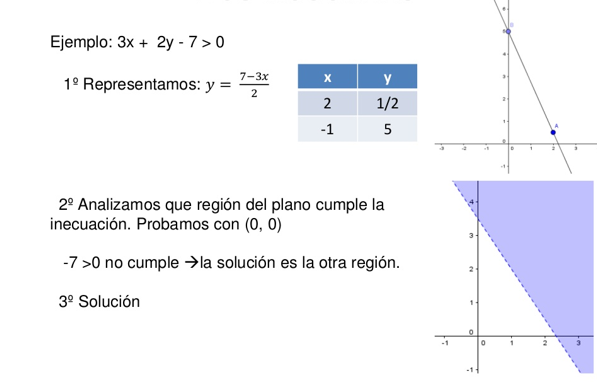 Ejemplo: 3x + 2y - 7 > 0
1º Representamos: y = (7−3x)/2
x y
2 1/2
-1 5
6
5 B
4
3
2
1 A
0
-3 -2 -1 0 1 2 3
-1
2º Analizamos que región del plano cumple la
inecuación. Probamos con (0, 0)
-7 >0 no cumple →la solución es la otra región.
3º Solución
4
3
2
1
0
-1 0 1 2 3
-1